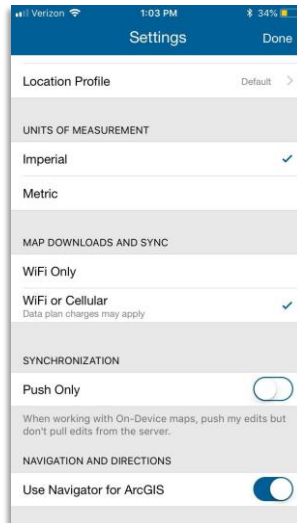 Verizon 1:03 PM 34%
Settings Done
Location Profile Default
UNITS OF MEASUREMENT
Imperial
Metric
MAP DOWNLOADS AND SYNC
WiFi Only
WiFi or Cellular
Data plan charges may apply
SYNCHRONIZATION
Push Only
When working with On-Device maps, push my edits but
don't pull edits from the server.
NAVIGATION AND DIRECTIONS
Use Navigator for ArcGIS